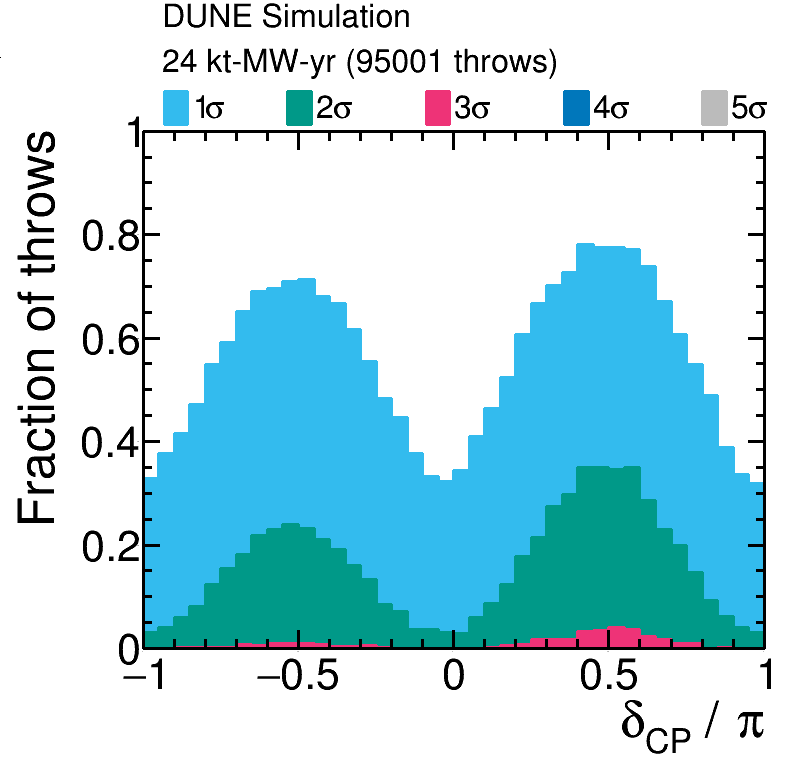 DUNE Simulation
24 kt-MW-yr (95001 throws)
1σ 2σ 3σ 4σ 5σ
Fraction of throws
1
0.8
0.6
0.4
0.2
0
−1 −0.5 0 0.5 1
δCP / π